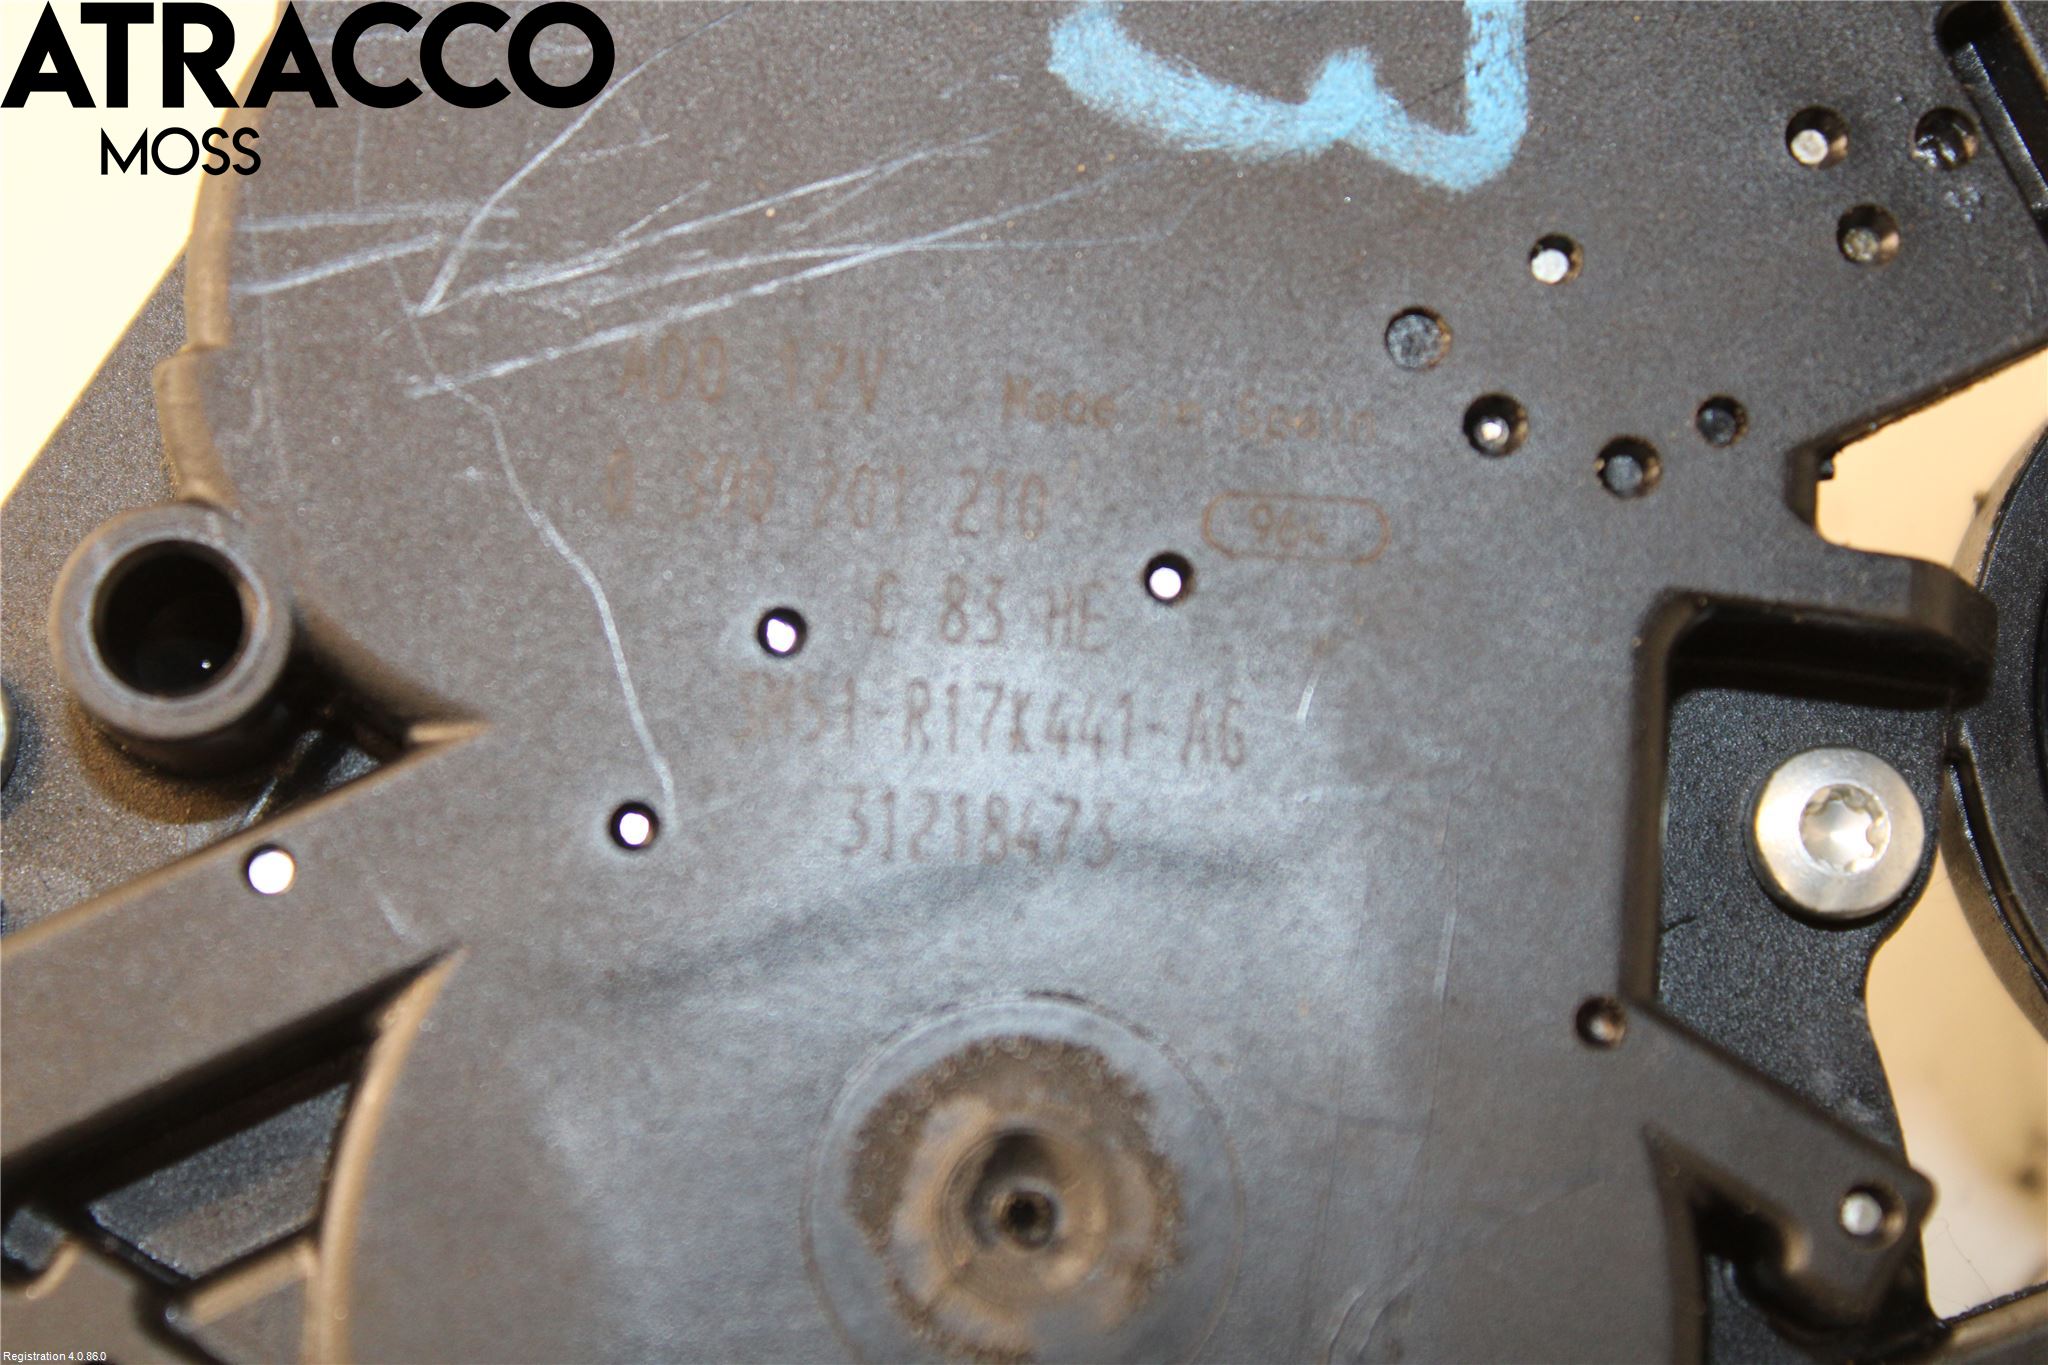 ATRACCO
MOSS
12V Made in Spain
0 390 201 210
964
83 HE
R17K441-AG
31218473
Registration 4.0.86.0